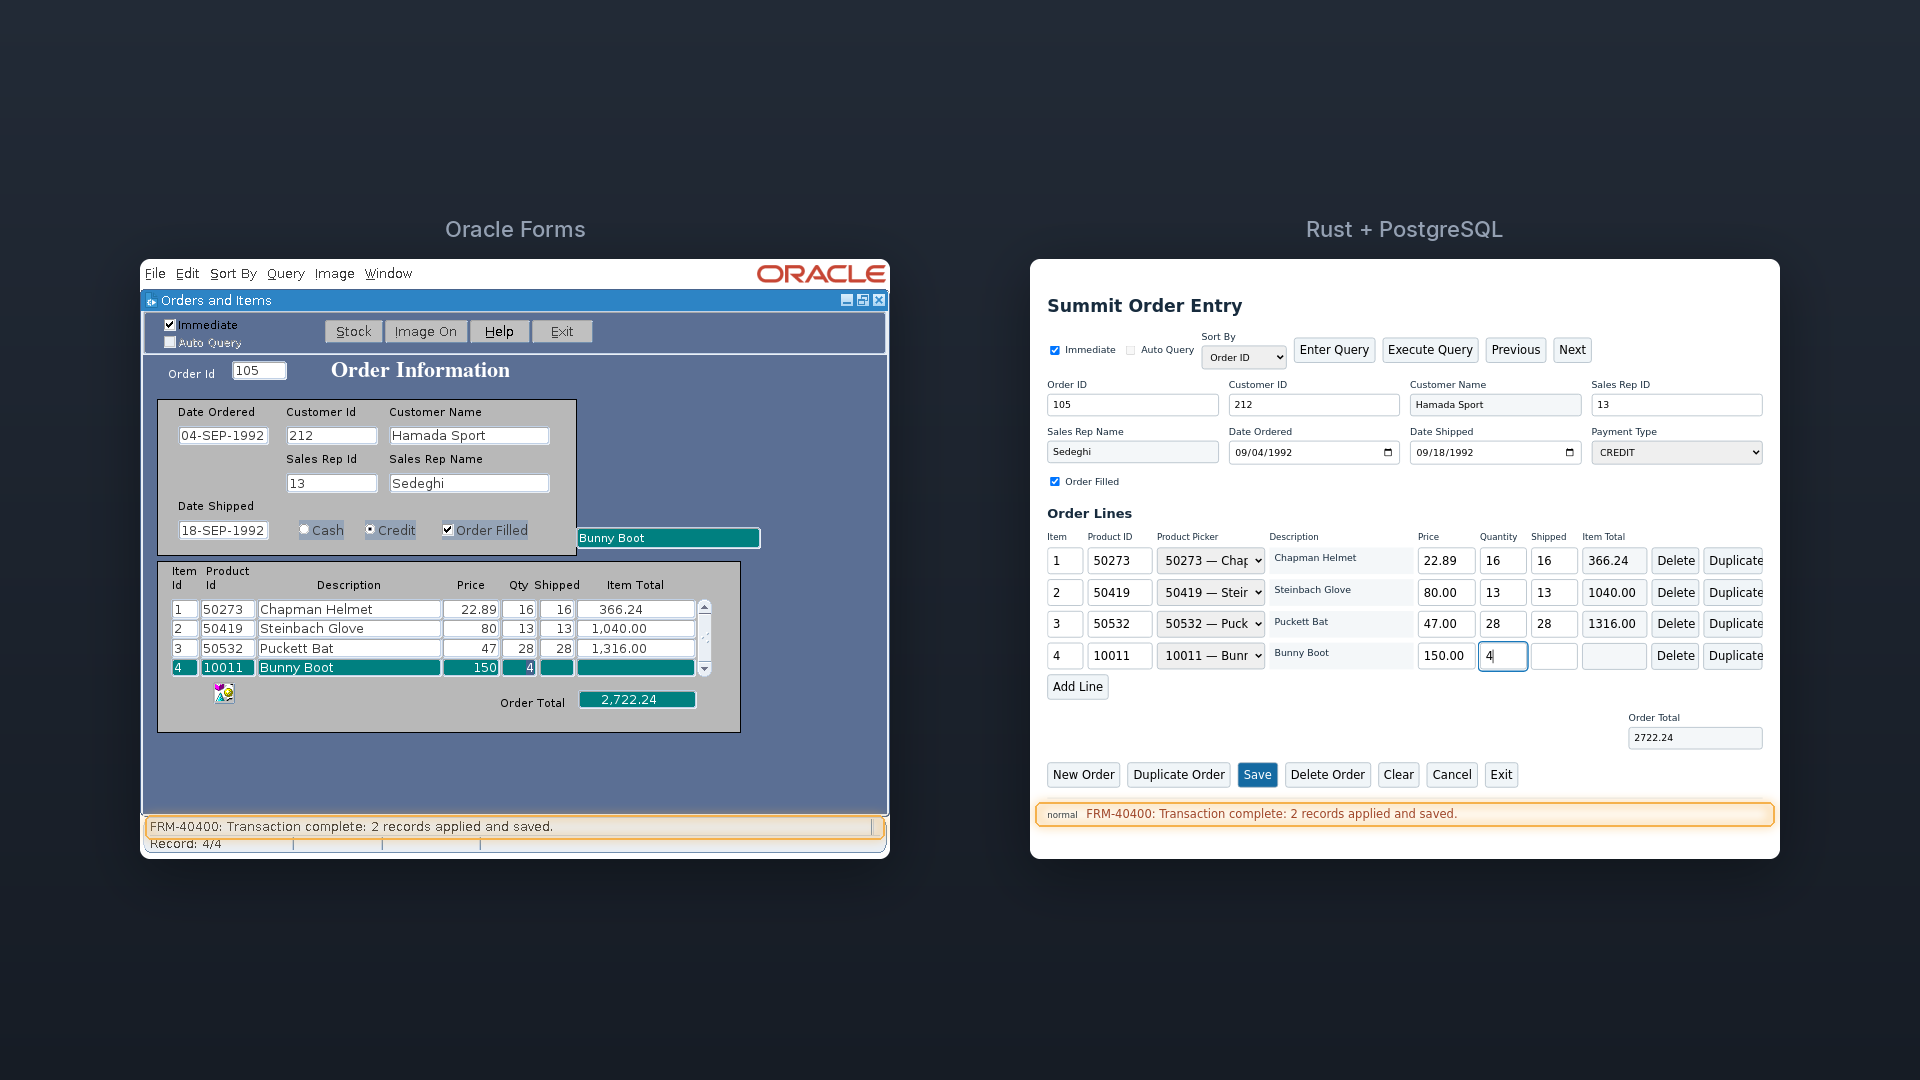 Oracle Forms
File Edit Sort By Query Image Window
ORACLE
Orders and Items
Immediate
Auto Query
Stock Image On Help Exit
Order Id 105
Order Information
Date Ordered Customer Id Customer Name
04-SEP-1992 212 Hamada Sport
Sales Rep Id Sales Rep Name
13 Sedeghi
Date Shipped
18-SEP-1992 Cash Credit Order Filled
Bunny Boot
Item Id Product Id Description Price Qty Shipped Item Total
1 50273 Chapman Helmet 22.89 16 16 366.24
2 50419 Steinbach Glove 80 13 13 1,040.00
3 50532 Puckett Bat 47 28 28 1,316.00
4 10011 Bunny Boot 150 4
Order Total 2,722.24
FRM-40400: Transaction complete: 2 records applied and saved.
Record: 4/4
Rust + PostgreSQL
Summit Order Entry
Sort By
Immediate Auto Query Order ID Enter Query Execute Query Previous Next
Order ID Customer ID Customer Name Sales Rep ID
105 212 Hamada Sport 13
Sales Rep Name Date Ordered Date Shipped Payment Type
Sedeghi 09/04/1992 09/18/1992 CREDIT
Order Filled
Order Lines
Item Product ID Product Picker Description Price Quantity Shipped Item Total
1 50273 50273 — Chap Chapman Helmet 22.89 16 16 366.24 Delete Duplicate
2 50419 50419 — Stein Steinbach Glove 80.00 13 13 1040.00 Delete Duplicate
3 50532 50532 — Puck Puckett Bat 47.00 28 28 1316.00 Delete Duplicate
4 10011 10011 — Bunn Bunny Boot 150.00 4 Delete Duplicate
Add Line
Order Total
2722.24
New Order Duplicate Order Save Delete Order Clear Cancel Exit
normal FRM-40400: Transaction complete: 2 records applied and saved.